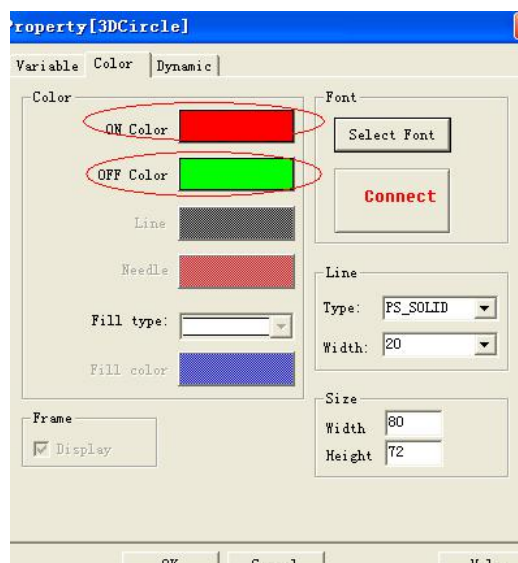 Property[3DCircle]
Variable Color Dynamic
Color
ON Color
OFF Color
Line
Needle
Fill type:
Fill color
Frame
Display
Font
Select Font
Connect
Line
Type: PS_SOLID
Width: 20
Size
Width 80
Height 72